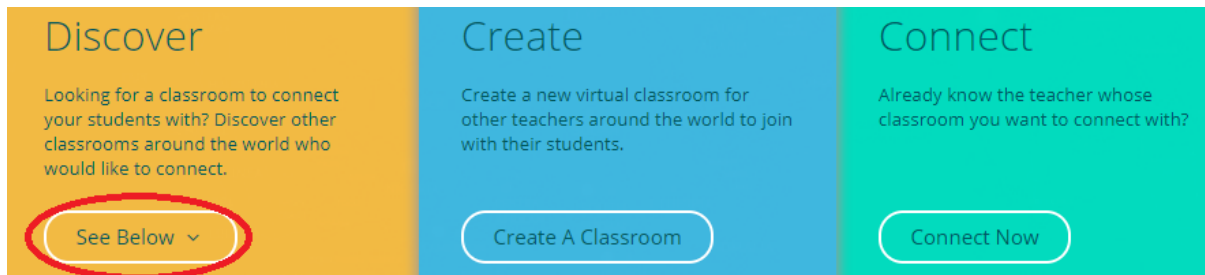 Discover
Looking for a classroom to connect
your students with? Discover other
classrooms around the world who
would like to connect.
See Below
Create
Create a new virtual classroom for
other teachers around the world to join
with their students.
Create A Classroom
Connect
Already know the teacher whose
classroom you want to connect with?
Connect Now